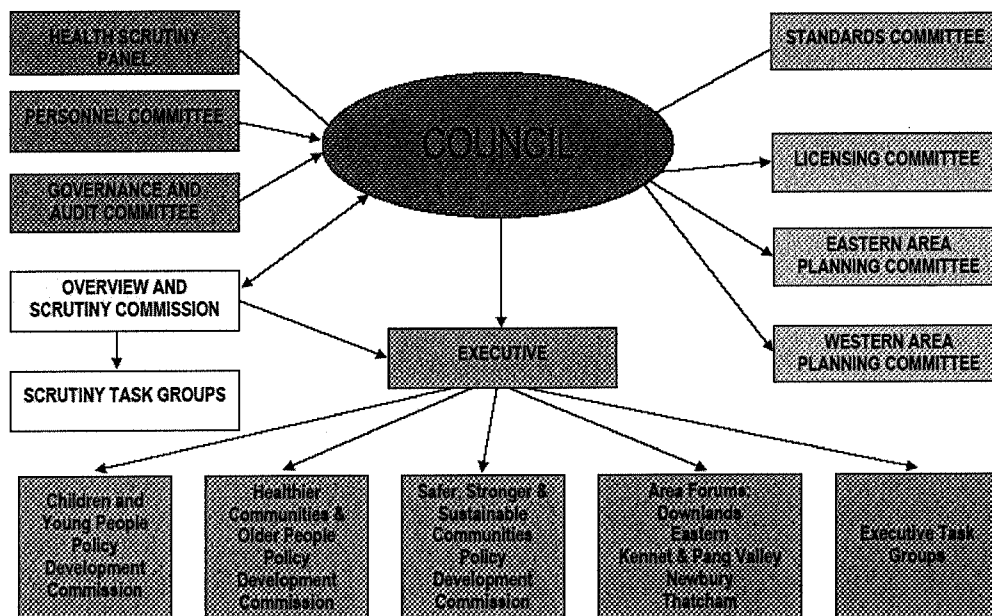 HEALTH SCRUTINY
PANEL
PERSONNEL COMMITTEE
GOVERNANCE AND
AUDIT COMMITTEE
OVERVIEW AND
SCRUTINY COMMISSION
SCRUTINY TASK GROUPS
COUNCIL
EXECUTIVE
STANDARDS COMMITTEE
LICENSING COMMITTEE
EASTERN AREA
PLANNING COMMITTEE
WESTERN AREA
PLANNING COMMITTEE
Children and
Young People
Policy
Development
Commission
Healthier
Communities &
Older People
Policy
Development
Commission
Safer, Stronger &
Sustainable
Communities
Policy
Development
Commission
Area Forums:
Downlands
Eastern
Kennet & Pang Valley
Newbury
Thatcham
Executive Task
Groups